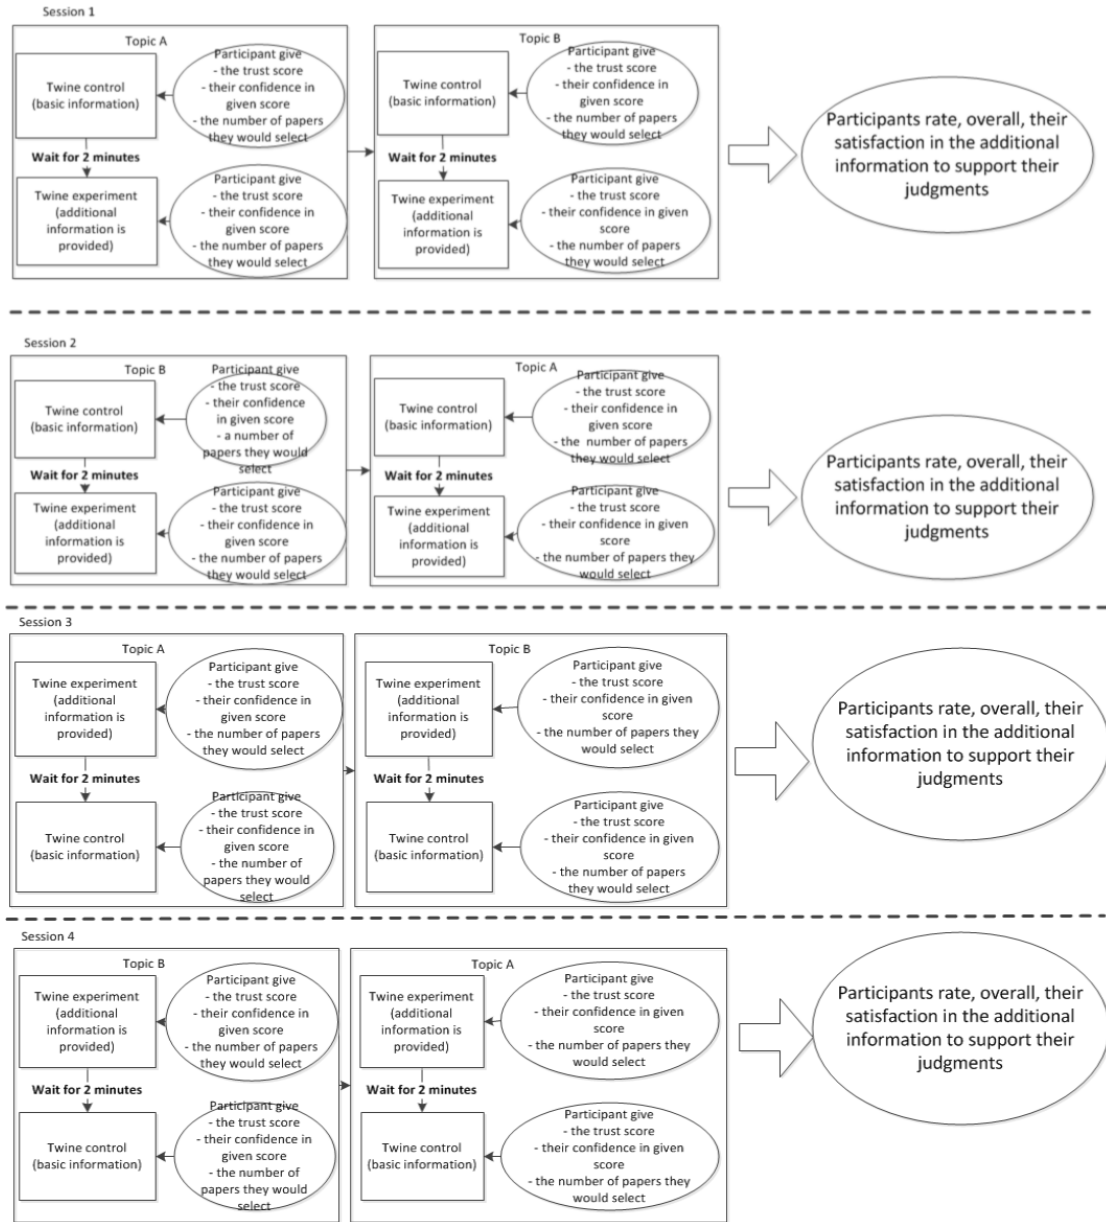 Session 1
Topic A
Twine control
(basic information)
Participant give
- the trust score
- their confidence in
given score
- the number of papers
they would select
Wait for 2 minutes
Twine experiment
(additional
information is
provided)
Participant give
- the trust score
- their confidence in
given score
- the number of papers
they would select
Topic B
Twine control
(basic information)
Participant give
- the trust score
- their confidence in
given score
- the number of papers
they would select
Wait for 2 minutes
Twine experiment
(additional
information is
provided)
Participant give
- the trust score
- their confidence in given
score
- the number of papers
they would select
Participants rate, overall, their
satisfaction in the additional
information to support their
judgments
Session 2
Topic B
Twine control
(basic information)
Participant give
- the trust score
- their confidence
in given score
- a number of
papers they would
select
Wait for 2 minutes
Twine experiment
(additional
information is
provided)
Participant give
- the trust score
- their confidence in
given score
- the number of papers
they would select
Topic A
Twine control
(basic information)
Participant give
- the trust score
- their confidence in
given score
- the number of papers
they would select
Wait for 2 minutes
Twine experiment
(additional
information is
provided)
Participant give
- the trust score
- their confidence in given
score
- the number of papers they
would select
Participants rate, overall, their
satisfaction in the additional
information to support their
judgments
Session 3
Topic A
Twine experiment
(additional
information is
provided)
Participant give
- the trust score
- their confidence in
given score
- the number of papers
they would select
Wait for 2 minutes
Twine control
(basic information)
Participant give
- the trust score
- their confidence in
given score
- the number of
papers they would
select
Topic B
Twine experiment
(additional
information is
provided)
Participant give
- the trust score
- their confidence in given
score
- the number of papers they
would select
Wait for 2 minutes
Twine control
(basic information)
Participant give
- the trust score
- their confidence in given
score
- the number of papers
they would select
Participants rate, overall, their
satisfaction in the additional
information to support their
judgments
Session 4
Topic B
Twine experiment
(additional
information is
provided)
Participant give
- the trust score
- their confidence in
given score
- the number of papers
they would select
Wait for 2 minutes
Twine control
(basic information)
Participant give
- the trust score
- their confidence in
given score
- the number of
papers they would
select
Topic A
Twine experiment
(additional
information is
provided)
Participant give
- the trust score
- their confidence in given
score
- the number of papers they
would select
Wait for 2 minutes
Twine control
(basic information)
Participant give
- the trust score
- their confidence in given
score
- the number of papers they
would select
Participants rate, overall, their
satisfaction in the additional
information to support their
judgments